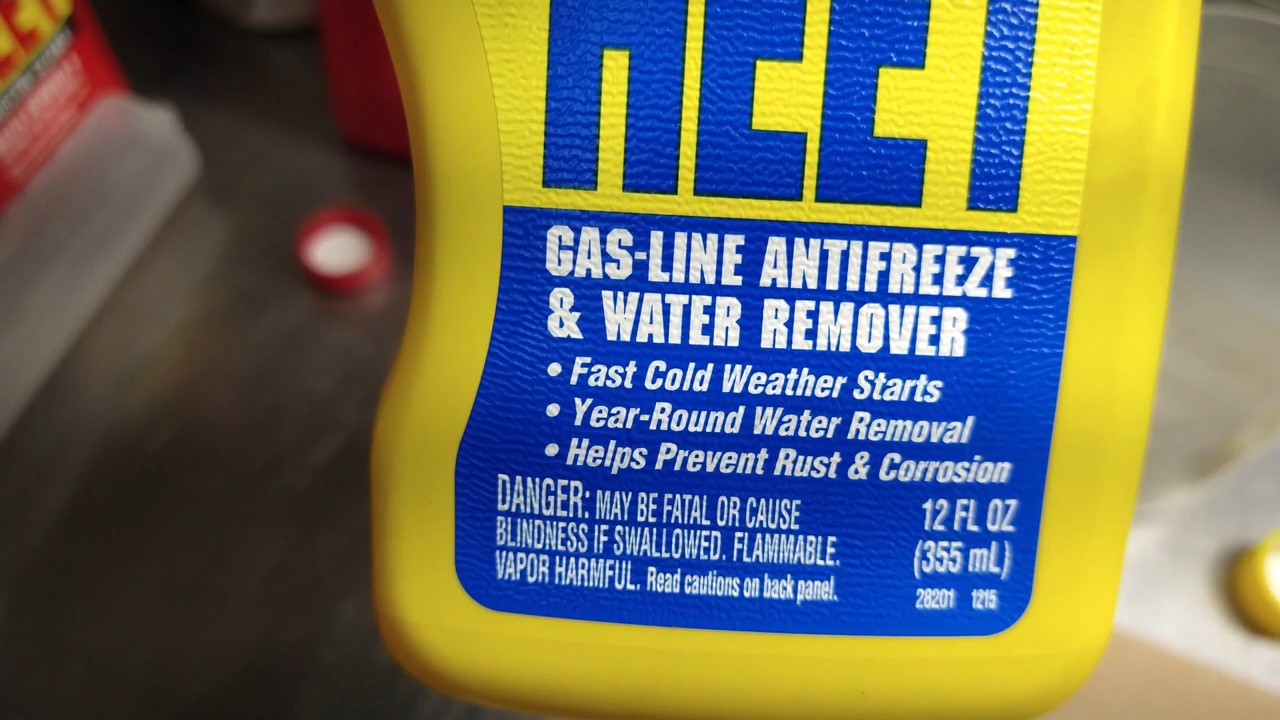 HEET
GAS-LINE ANTIFREEZE
& WATER REMOVER
• Fast Cold Weather Starts
• Year-Round Water Removal
• Helps Prevent Rust & Corrosion
DANGER: MAY BE FATAL OR CAUSE
BLINDNESS IF SWALLOWED. FLAMMABLE.
VAPOR HARMFUL. Read cautions on back panel.
12 FL OZ
(355 mL)
28201 1215